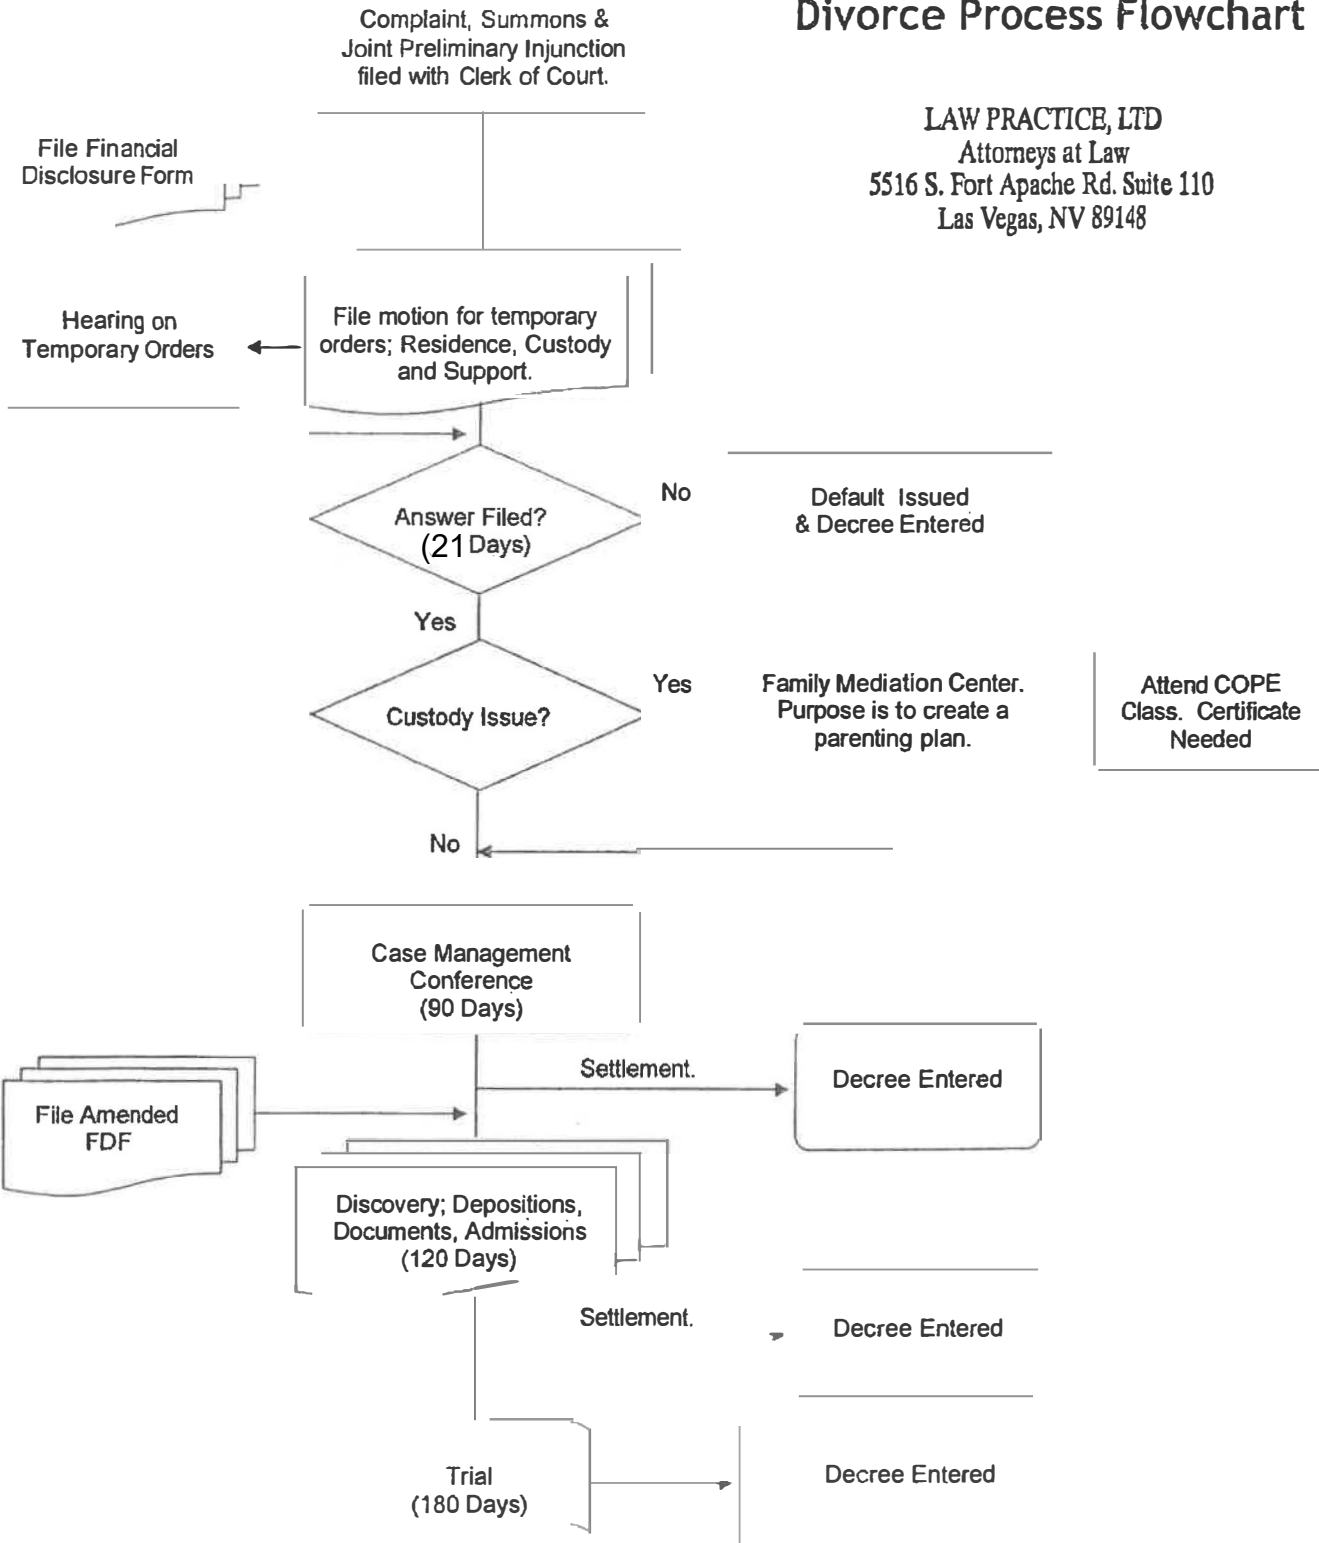 Divorce Process Flowchart
Complaint, Summons &
Joint Preliminary Injunction
filed with Clerk of Court.
LAW PRACTICE, LTD
Attorneys at Law
5516 S. Fort Apache Rd. Suite 110
Las Vegas, NV 89148
File Financial
Disclosure Form
Hearing on
Temporary Orders
File motion for temporary
orders; Residence, Custody
and Support.
Answer Filed?
(21 Days)
No
Default Issued
& Decree Entered
Yes
Custody Issue?
Yes
Family Mediation Center.
Purpose is to create a
parenting plan.
Attend COPE
Class. Certificate
Needed
No
Case Management
Conference
(90 Days)
Settlement.
Decree Entered
File Amended
FDF
Discovery; Depositions,
Documents, Admissions
(120 Days)
Settlement.
Decree Entered
Trial
(180 Days)
Decree Entered